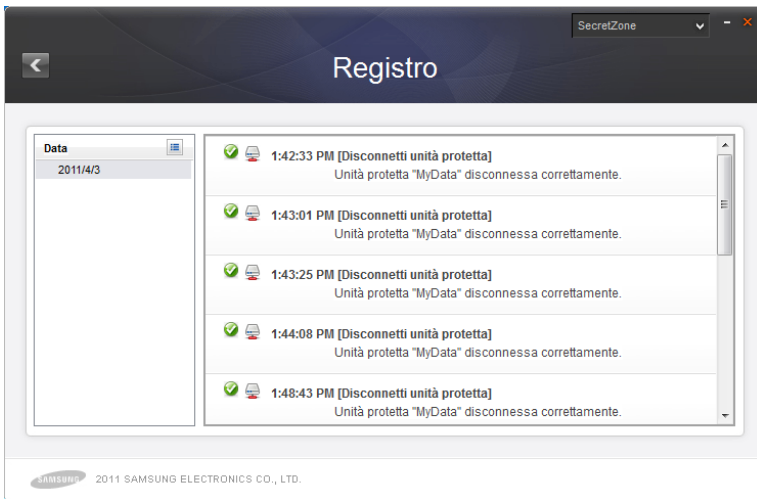 SecretZone
Registro
Data
2011/4/3
1:42:33 PM [Disconnetti unità protetta]
Unità protetta "MyData" disconnessa correttamente.
1:43:01 PM [Disconnetti unità protetta]
Unità protetta "MyData" disconnessa correttamente.
1:43:25 PM [Disconnetti unità protetta]
Unità protetta "MyData" disconnessa correttamente.
1:44:08 PM [Disconnetti unità protetta]
Unità protetta "MyData" disconnessa correttamente.
1:48:43 PM [Disconnetti unità protetta]
Unità protetta "MyData" disconnessa correttamente.
SAMSUNG 2011 SAMSUNG ELECTRONICS CO., LTD.